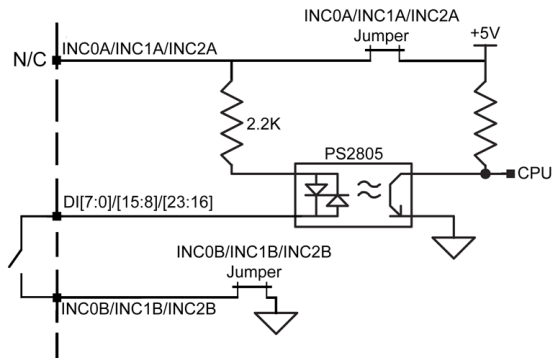 INC0A/INC1A/INC2A
Jumper
+5V
INC0A/INC1A/INC2A
N/C
2.2K
PS2805
CPU
DI[7:0]/[15:8]/[23:16]
INC0B/INC1B/INC2B
Jumper
INC0B/INC1B/INC2B